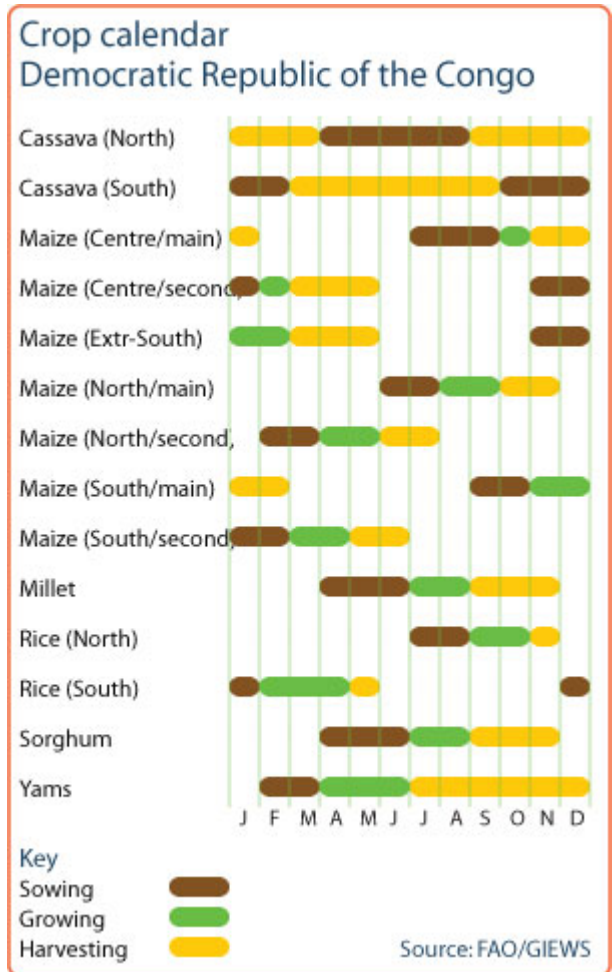 Crop calendar
Democratic Republic of the Congo
Cassava (North)
Cassava (South)
Maize (Centre/main)
Maize (Centre/second,
Maize (Extr-South)
Maize (North/main)
Maize (North/second,
Maize (South/main)
Maize (South/second,
Millet
Rice (North)
Rice (South)
Sorghum
Yams
J F M A M J J A S O N D
Key
Sowing
Growing
Harvesting
Source: FAO/GIEWS